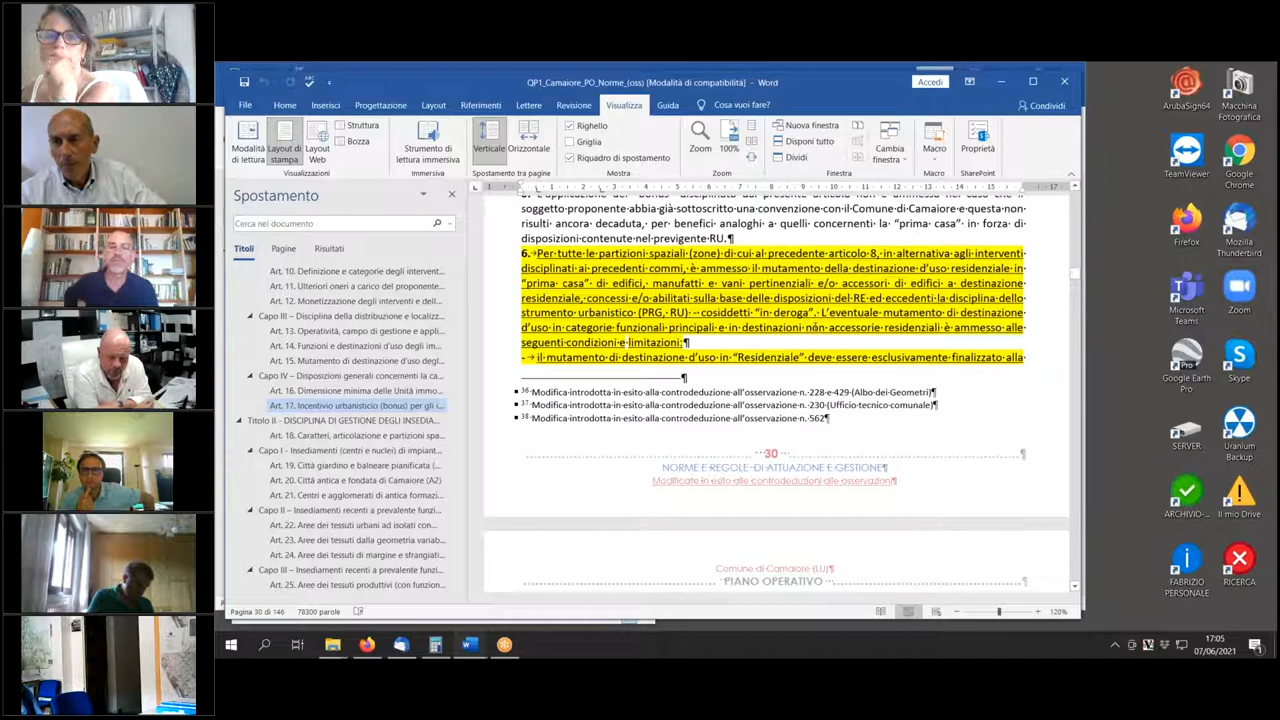 QP1_Camaiore_PO_Norme_(oss) [Modalità di compatibilità] - Word
Accedi
File Home Inserisci Progettazione Layout Riferimenti Lettere Revisione Visualizza Guida Cosa vuoi fare? Condividi
Modalità di lettura
Layout di stampa
Layout Web
Struttura
Bozza
Visualizzazioni
Strumento di lettura immersiva
Immersiva
Verticale
Orizzontale
Spostamento tra pagine
Righello
Griglia
Riquadro di spostamento
Mostra
Zoom
100%
Zoom
Nuova finestra
Disponi tutto
Dividi
Cambia finestra
Finestra
Macro
Macro
Proprietà
SharePoint
Spostamento
Cerca nel documento
Titoli Pagine Risultati
Art. 10. Definizione e categorie degli intervent...
Art. 11. Ulteriori oneri a carico del proponente...
Art. 12. Monetizzazione degli interventi e dell...
Capo III – Disciplina della distribuzione e localizz...
Art. 13. Operatività, campo di gestione e appli...
Art. 14. Funzioni e destinazioni d'uso degli im...
Art. 15. Mutamento di destinazione d'uso degl...
Capo IV – Disposizioni generali concernenti la ca...
Art. 16. Dimensione minima delle Unità immo...
Art. 17. Incentivo urbanisticio (bonus) per gli i...
Titolo II - DISCIPLINA DI GESTIONE DEGLI INSEDIA...
Art. 18. Caratteri, articolazione e partizioni spa...
Capo I - Insediamenti (centri e nuclei) di impiant...
Art. 19. Città giardino e balneare pianificata (...
Art. 20. Città antica e fondata di Camaiore (A2)
Art. 21. Centri e agglomerati di antica formazi...
Capo II – Insediamenti recenti a prevalente funzi...
Art. 22. Aree dei tessuti urbani ad isolati con...
Art. 23. Aree dei tessuti dalla geometria variab...
Art. 24. Aree dei tessuti di margine e sfrangiati...
Capo III – Insediamenti recenti a prevalente funzi...
Art. 25. Aree dei tessuti produttivi (con funzion...
soggetto proponente abbia già sottoscritto una convenzione con il Comune di Camaiore e questa non
risulti ancora decaduta, per benefici analoghi a quelli concernenti la "prima casa" in forza di
disposizioni contenute nel previgente RU.¶
6. Per tutte le partizioni spaziali (zone) di cui al precedente articolo 8, in alternativa agli interventi
disciplinati ai precedenti commi, è ammesso il mutamento della destinazione d'uso residenziale in
"prima casa" di edifici, manufatti e vani pertinenziali e/o accessori di edifici a destinazione
residenziale, concessi e/o abilitati sulla base delle disposizioni del RE ed eccedenti la disciplina dello
strumento urbanistico (PRG, RU) - cosiddetti "in deroga". L'eventuale mutamento di destinazione
d'uso in categorie funzionali principali e in destinazioni non accessorie residenziali è ammesso alle
seguenti condizioni e limitazioni:¶
- il mutamento di destinazione d'uso in "Residenziale" deve essere esclusivamente finalizzato alla
36 Modifica introdotta in esito alla controdeduzione all'osservazione n. 228 e 429 (Albo dei Geometri)¶
37 Modifica introdotta in esito alla controdeduzione all'osservazione n. 230 (Ufficio tecnico comunale)¶
38 Modifica introdotta in esito alla controdeduzione all'osservazione n. 562¶
30
NORME E REGOLE DI ATTUAZIONE E GESTIONE¶
Modificate in esito alle controdeduzioni alle osservazioni¶
Comune di Camaiore (LU)¶
PIANO OPERATIVO
Pagina 30 di 146 78300 parole
120%
ArubaSign64
Macchina Fotografica
TeamViewer
Google Chrome
Firefox
Mozilla Thunderbird
Microsoft Teams
Zoom
Google Earth Pro
Skype
SERVER
Uranium Backup
ARCHIVIO-...
Il mio Drive
FABRIZIO PERSONALE
RICERCA
17:05
07/06/2021